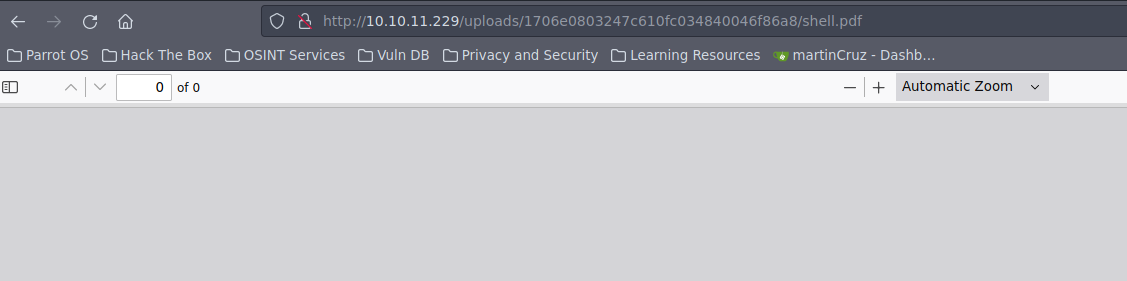 http://10.10.11.229/uploads/1706e0803247c610fc034840046f86a8/shell.pdf
Parrot OS Hack The Box OSINT Services Vuln DB Privacy and Security Learning Resources martinCruz - Dashb...
0 of 0 Automatic Zoom